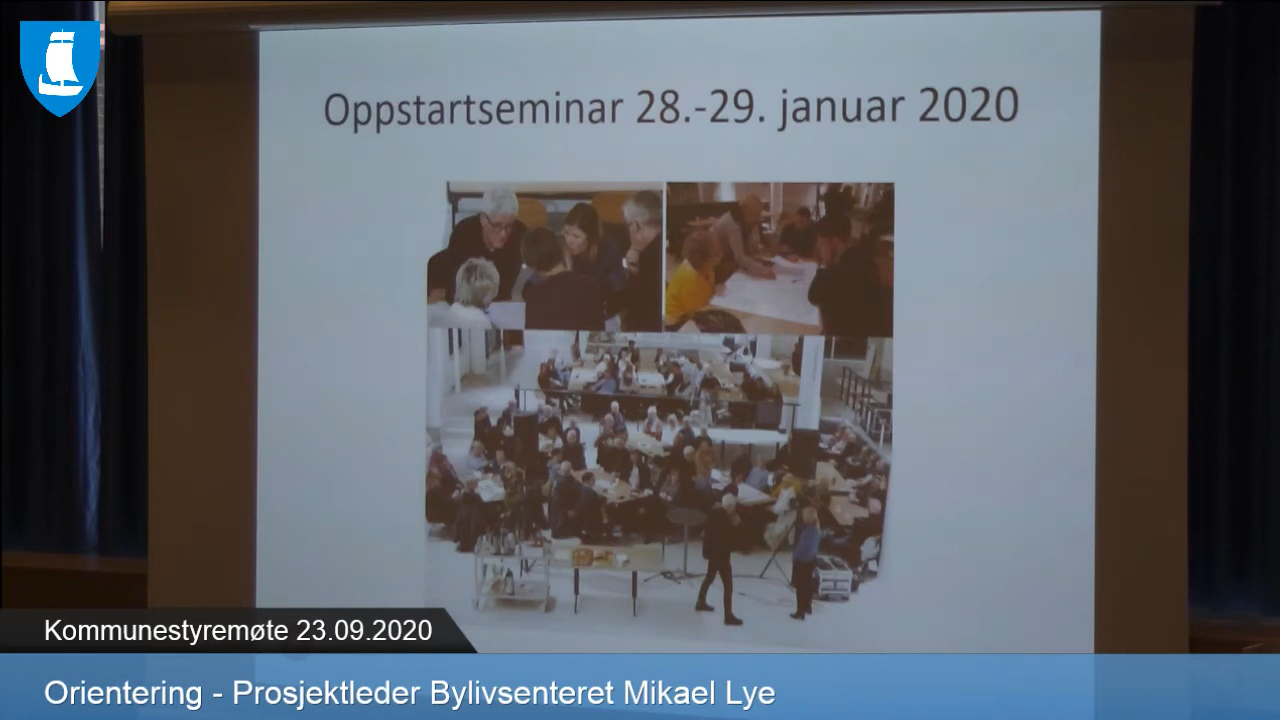 Oppstartseminar 28.-29. januar 2020
Kommunestyremøte 23.09.2020
Orientering - Prosjektleder Bylivsenteret Mikael Lye